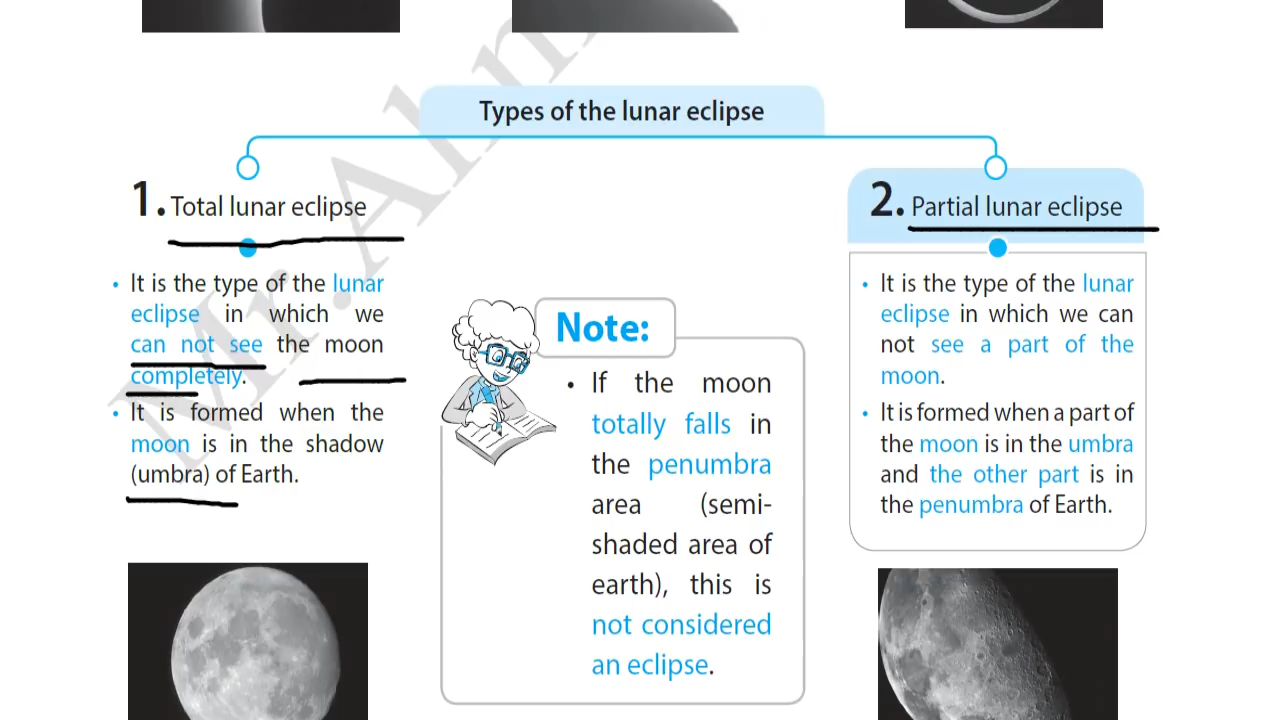 Types of the lunar eclipse
1. Total lunar eclipse
• It is the type of the lunar
eclipse in which we
can not see the moon
completely.
• It is formed when the
moon is in the shadow
(umbra) of Earth.
Note:
• If the moon
totally falls in
the penumbra
area (semi-
shaded area of
earth), this is
not considered
an eclipse.
2. Partial lunar eclipse
• It is the type of the lunar
eclipse in which we can
not see a part of the
moon.
• It is formed when a part of
the moon is in the umbra
and the other part is in
the penumbra of Earth.
Mr.